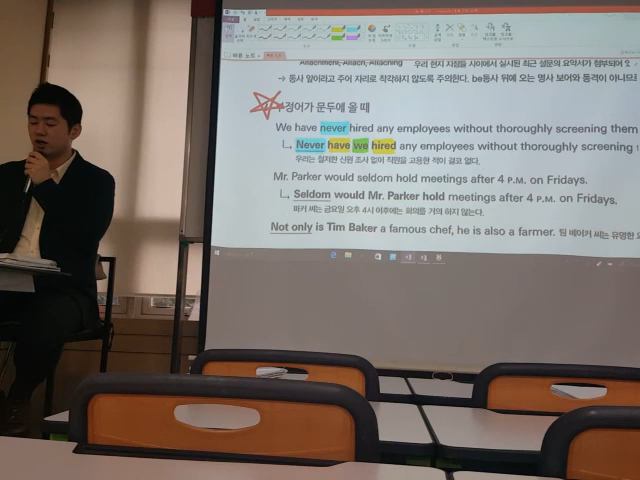 Attachment, Attach, Attaching 우리 현지 지점들 사이에서 실시된 최근 설문의 요약서가 첨부되어 있
→ 동사 앞이라고 주어 자리로 착각하지 않도록 주의한다. be동사 뒤에 오는 명사 보어와 동격이 아니므로
정어가 문두에 올 때
We have never hired any employees without thoroughly screening them
Never have we hired any employees without thoroughly screening
우리는 철저한 신원 조사 없이 직원을 고용한 적이 결코 없다.
Mr. Parker would seldom hold meetings after 4 P.M. on Fridays.
Seldom would Mr. Parker hold meetings after 4 P.M. on Fridays.
파커 씨는 금요일 오후 4시 이후에는 회의를 거의 하지 않는다.
Not only is Tim Baker a famous chef, he is also a farmer. 팀 베이커 씨는 유명한 요